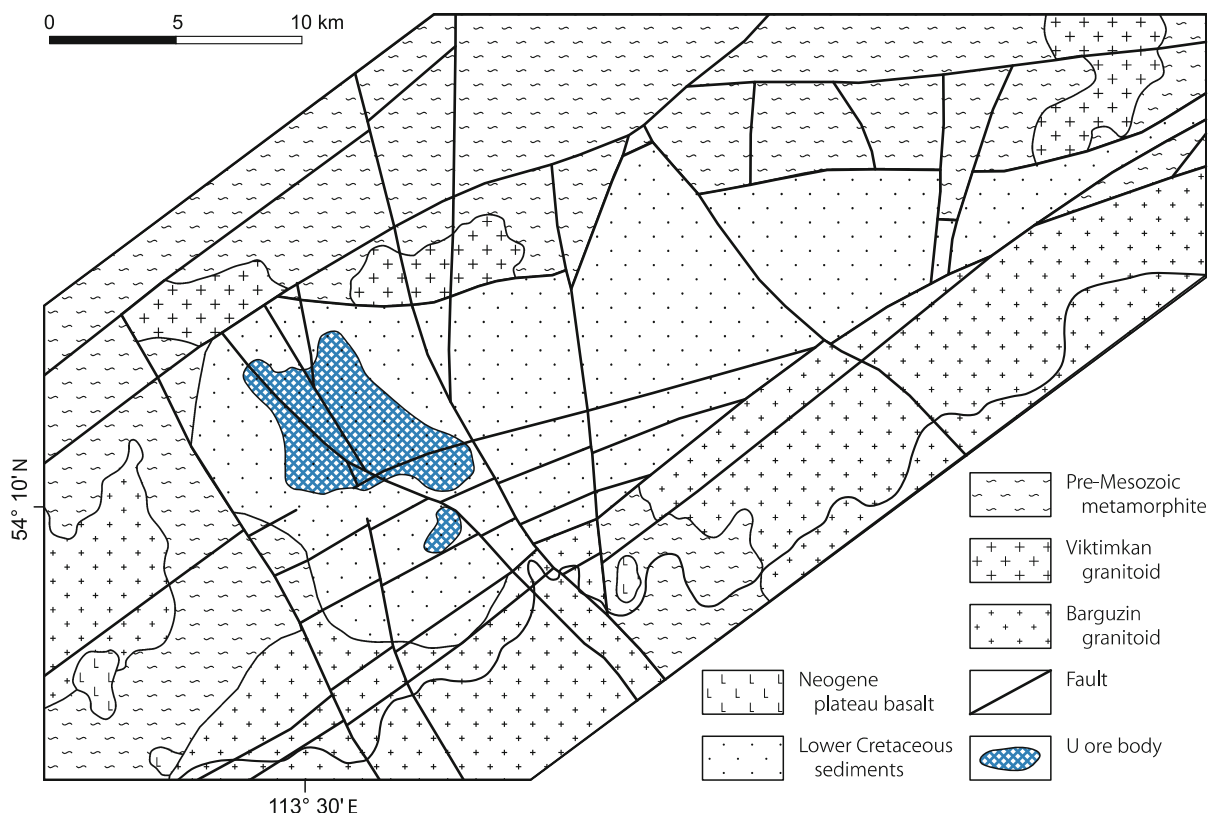 0 5 10 km
54° 10' N
113° 30' E
Pre-Mesozoic
metamorphite
Viktimkan
granitoid
Barguzin
granitoid
Fault
U ore body
Neogene
plateau basalt
Lower Cretaceous
sediments